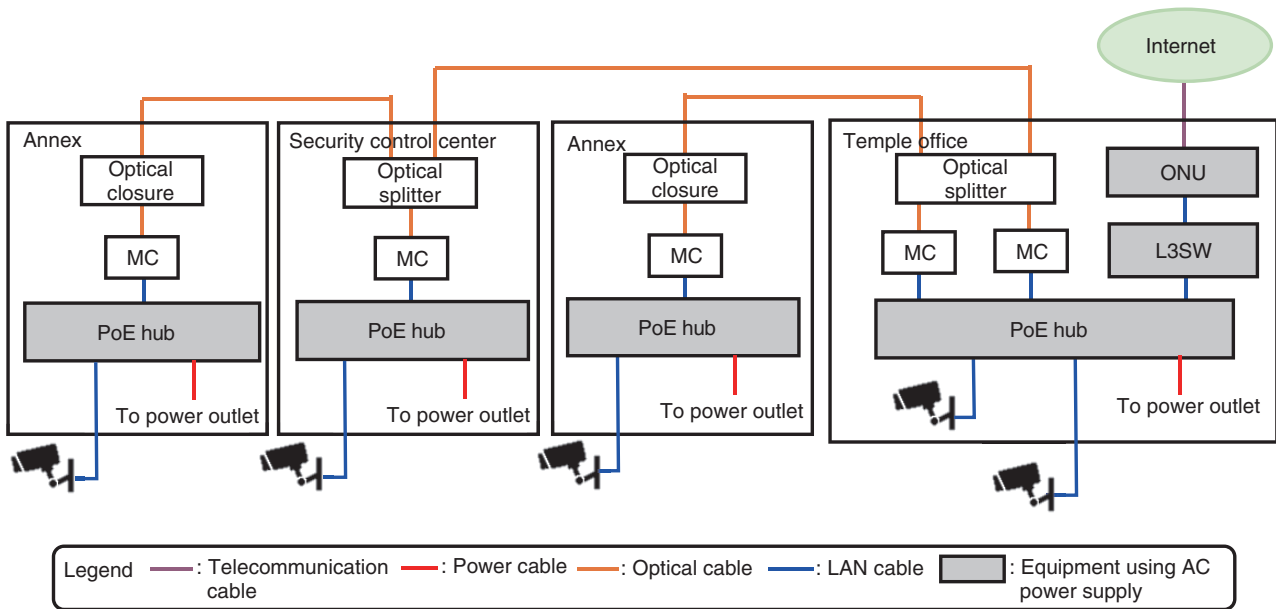 Internet
Annex
Security control center
Annex
Temple office
Optical
closure
Optical
splitter
Optical
closure
Optical
splitter
ONU
MC
MC
MC
MC
MC
L3SW
PoE hub
PoE hub
PoE hub
PoE hub
To power outlet
To power outlet
To power outlet
To power outlet
Legend
: Telecommunication
cable
: Power cable
: Optical cable
: LAN cable
: Equipment using AC
power supply